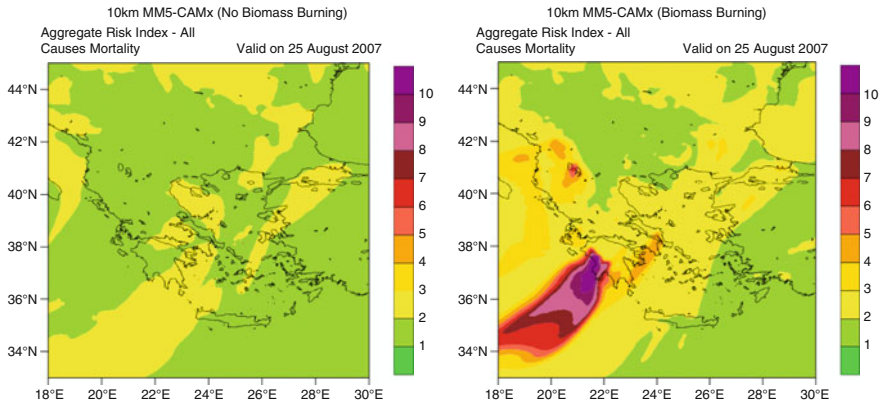 10km MM5-CAMx (No Biomass Burning)
Aggregate Risk Index - All
Causes Mortality Valid on 25 August 2007
44°N
42°N
40°N
38°N
36°N
34°N
18°E 20°E 22°E 24°E 26°E 28°E 30°E
10
9
8
7
6
5
4
3
2
1
10km MM5-CAMx (Biomass Burning)
Aggregate Risk Index - All
Causes Mortality Valid on 25 August 2007
44°N
42°N
40°N
38°N
36°N
34°N
18°E 20°E 22°E 24°E 26°E 28°E 30°E
10
9
8
7
6
5
4
3
2
1